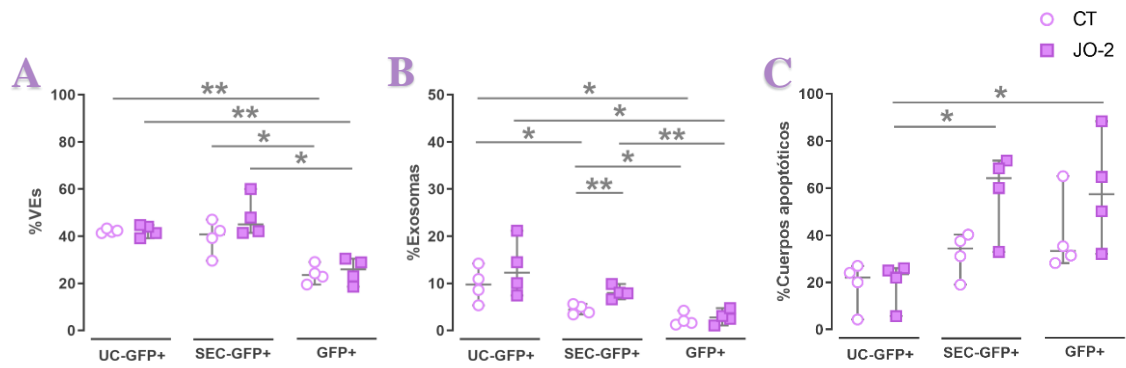 CT
JO-2
A
B
C
%VEs
100
80
60
40
20
0
**
**
*
*
UC-GFP+
SEC-GFP+
GFP+
%Exosomas
50
40
30
20
10
0
*
*
*
**
*
**
UC-GFP+
SEC-GFP+
GFP+
%Cuerpos apoptóticos
100
80
60
40
20
0
*
*
UC-GFP+
SEC-GFP+
GFP+